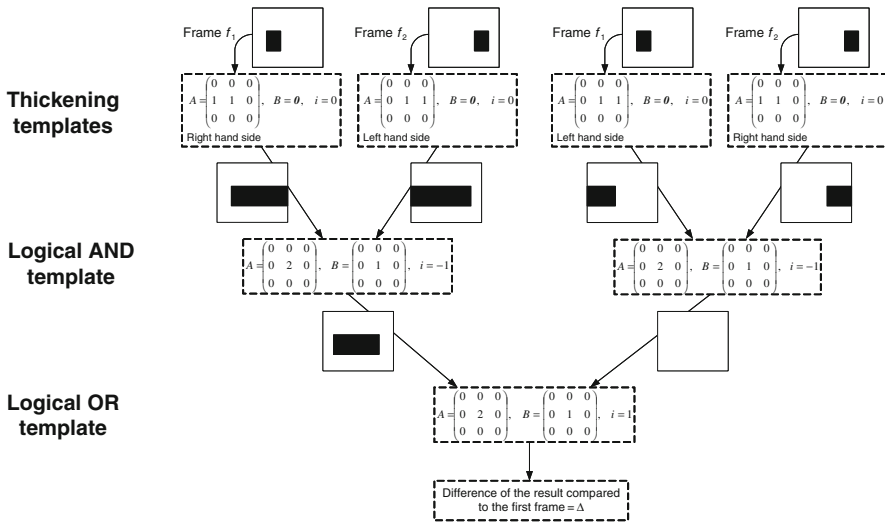 Frame f₁
Frame f₂
Frame f₁
Frame f₂
Thickening
templates
A = (0 0 0
1 1 0
0 0 0), B = 0, i = 0
Right hand side
A = (0 0 0
0 1 1
0 0 0), B = 0, i = 0
Left hand side
A = (0 0 0
0 1 1
0 0 0), B = 0, i = 0
Left hand side
A = (0 0 0
1 1 0
0 0 0), B = 0, i = 0
Right hand side
Logical AND
template
A = (0 0 0
0 2 0
0 0 0), B = (0 0 0
0 1 0
0 0 0), i = −1
A = (0 0 0
0 2 0
0 0 0), B = (0 0 0
0 1 0
0 0 0), i = −1
Logical OR
template
A = (0 0 0
0 2 0
0 0 0), B = (0 0 0
0 1 0
0 0 0), i = 1
Difference of the result compared
to the first frame = Δ